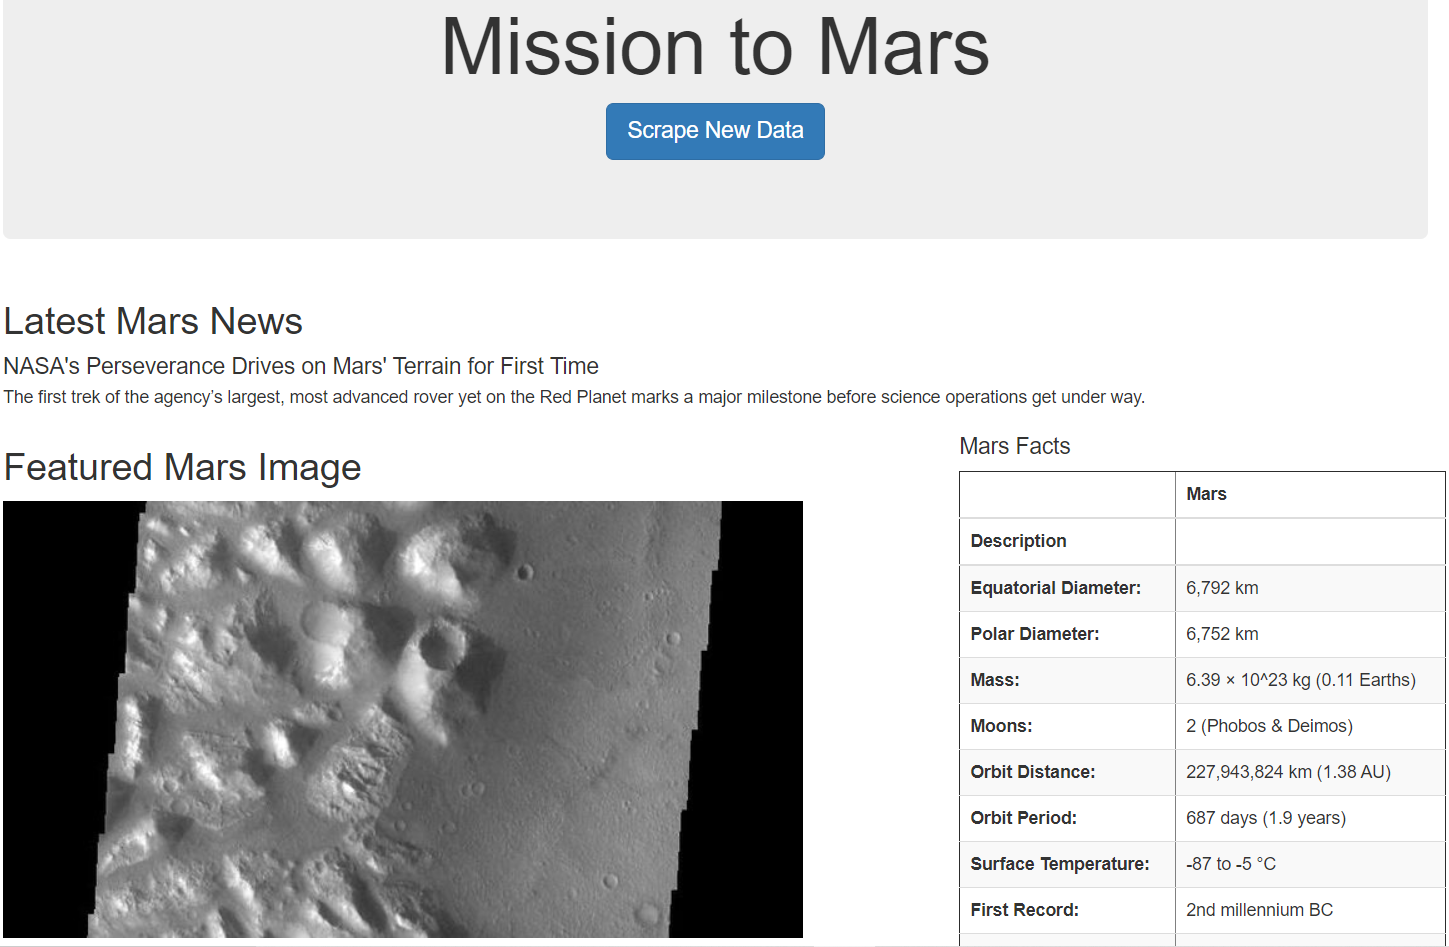 Mission to Mars
Scrape New Data
Latest Mars News
NASA's Perseverance Drives on Mars' Terrain for First Time
The first trek of the agency’s largest, most advanced rover yet on the Red Planet marks a major milestone before science operations get under way.
Featured Mars Image
Mars Facts
Mars
Description
Equatorial Diameter: 6,792 km
Polar Diameter: 6,752 km
Mass: 6.39 × 10^23 kg (0.11 Earths)
Moons: 2 (Phobos & Deimos)
Orbit Distance: 227,943,824 km (1.38 AU)
Orbit Period: 687 days (1.9 years)
Surface Temperature: -87 to -5 °C
First Record: 2nd millennium BC